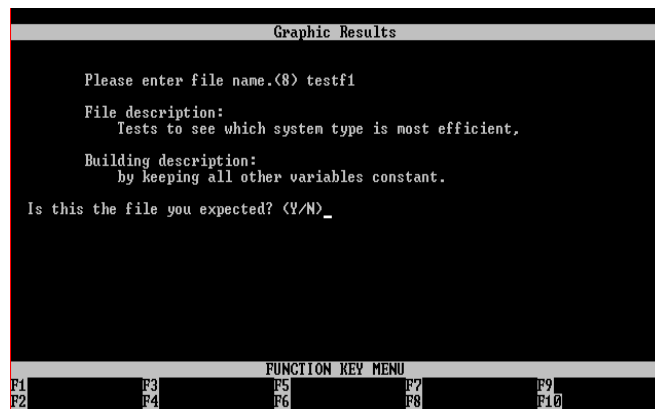 Graphic Results
Please enter file name.(8) testf1
File description:
Tests to see which system type is most efficient,
Building description:
by keeping all other variables constant.
Is this the file you expected? (Y/N)_
FUNCTION KEY MENU
F1 F3 F5 F7 F9
F2 F4 F6 F8 F10